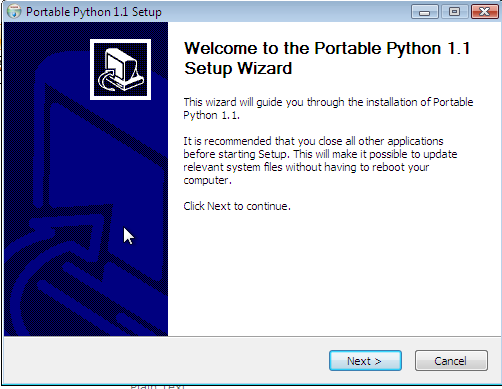 Portable Python 1.1 Setup
Welcome to the Portable Python 1.1
Setup Wizard
This wizard will guide you through the installation of Portable
Python 1.1.
It is recommended that you close all other applications
before starting Setup. This will make it possible to update
relevant system files without having to reboot your
computer.
Click Next to continue.
Next >
Cancel
Plain Text